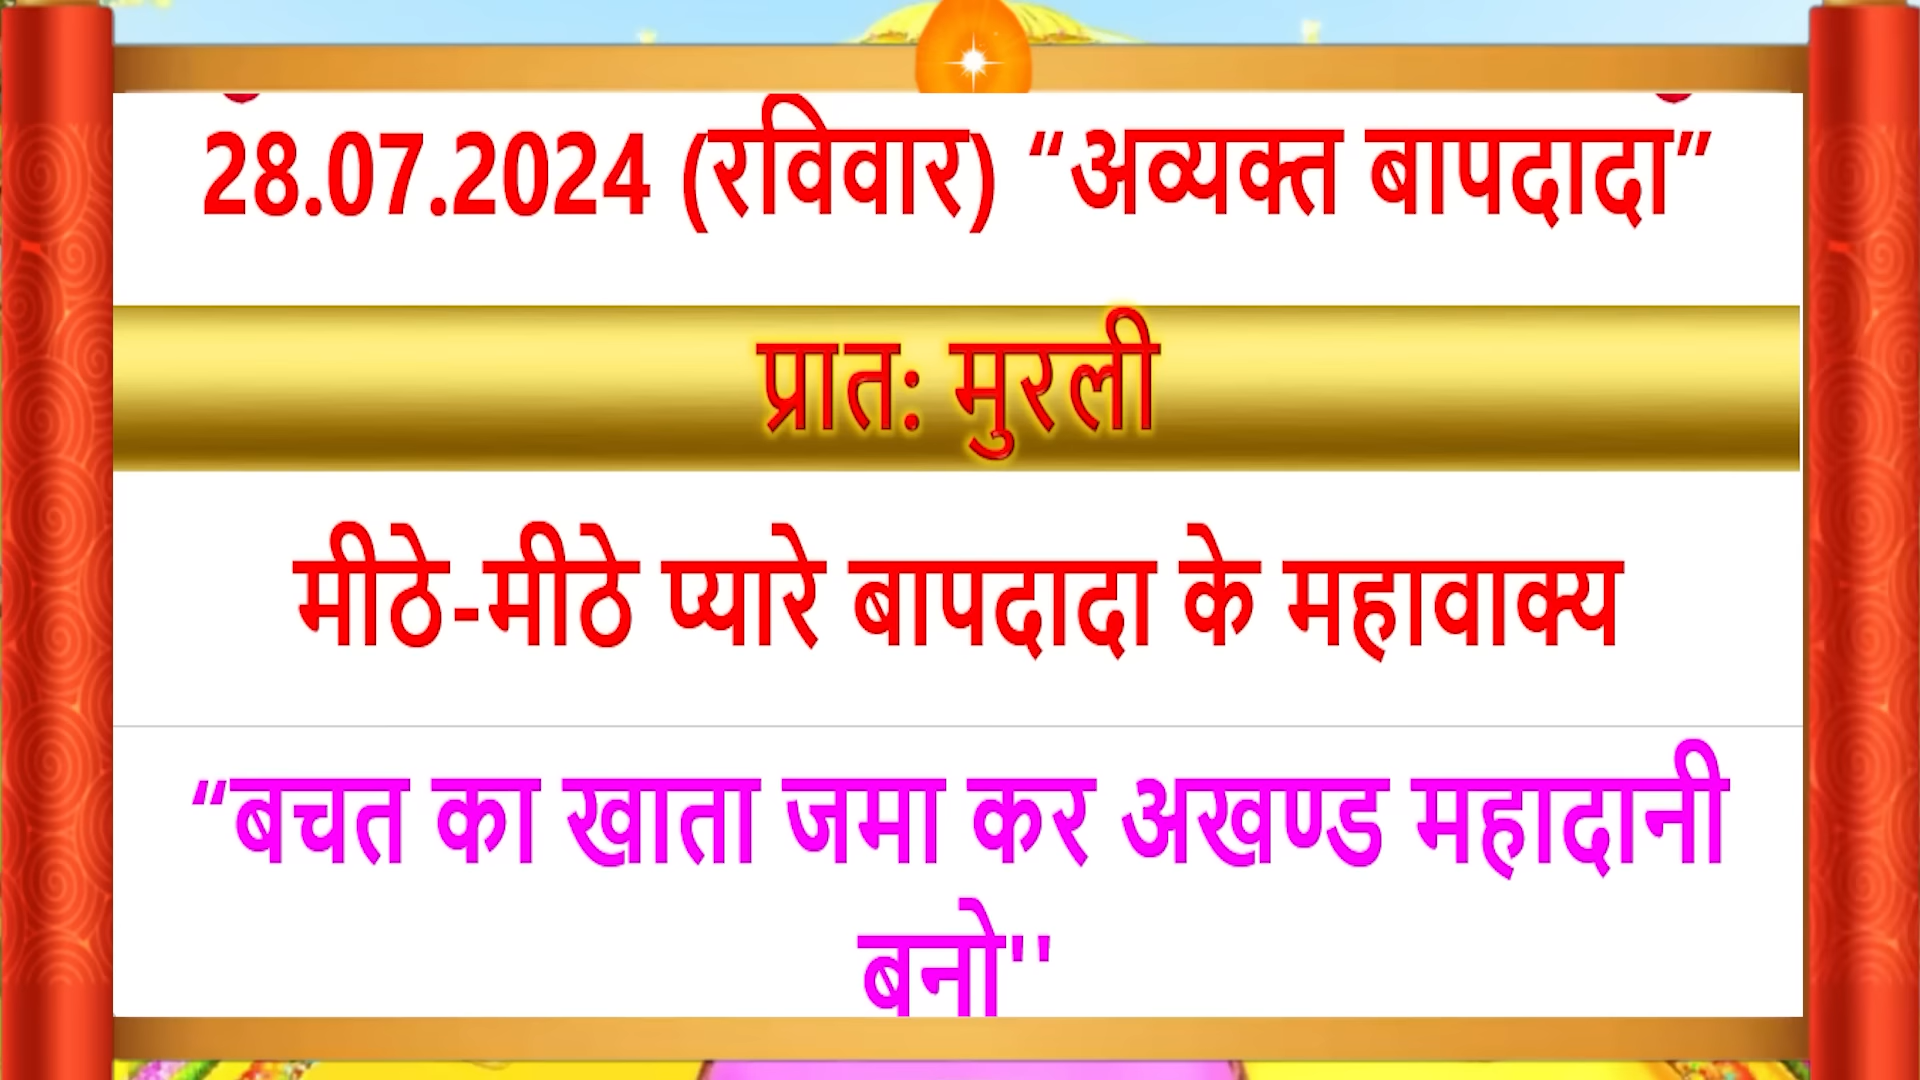 28.07.2024 (रविवार) “अव्यक्त बापदादा”
प्रात: मुरली
मीठे-मीठे प्यारे बापदादा के महावाक्य
“बचत का खाता जमा कर अखण्ड महादानी
बनो''